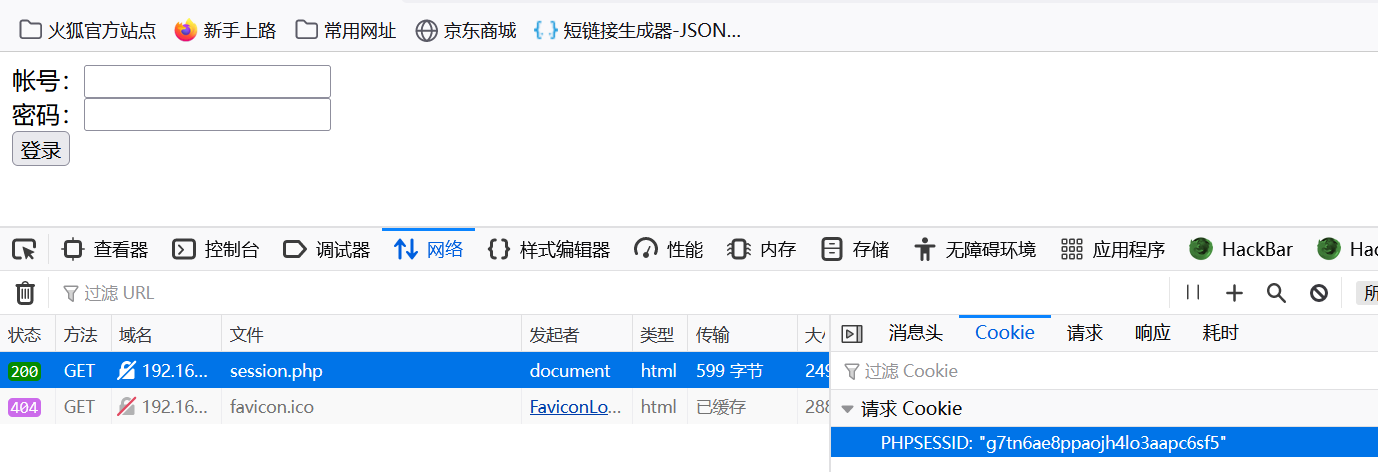 火狐官方站点 新手上路 常用网址 京东商城 短链接生成器-JSON...
帐号：
密码：
登录
查看器 控制台 调试器 网络 样式编辑器 性能 内存 存储 无障碍环境 应用程序 HackBar Hac
过滤 URL 所
状态 方法 域名 文件 发起者 类型 传输 大小 消息头 Cookie 请求 响应 耗时
200 GET 192.16... session.php document html 599 字节 249 过滤 Cookie
404 GET 192.16... favicon.ico FaviconLo... html 已缓存 288 请求 Cookie
PHPSESSID: "g7tn6ae8ppaojh4lo3aapc6sf5"